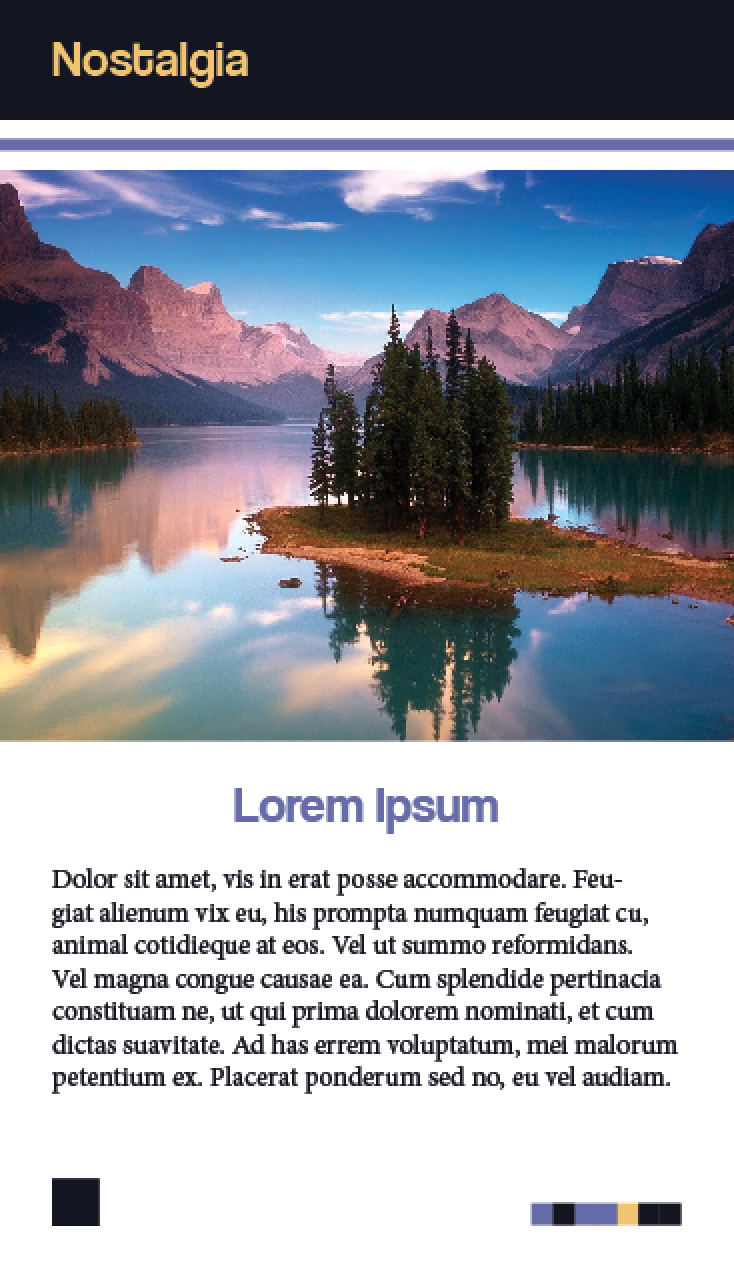 Nostalgia
Lorem Ipsum
Dolor sit amet, vis in erat posse accommodare. Feu-
giat alienum vix eu, his prompta numquam feugiat cu,
animal cotidieque at eos. Vel ut summo reformidans.
Vel magna congue causae ea. Cum splendide pertinacia
constituam ne, ut qui prima dolorem nominati, et cum
dictas suavitate. Ad has errem voluptatum, mei malorum
petentium ex. Placerat ponderum sed no, eu vel audiam.